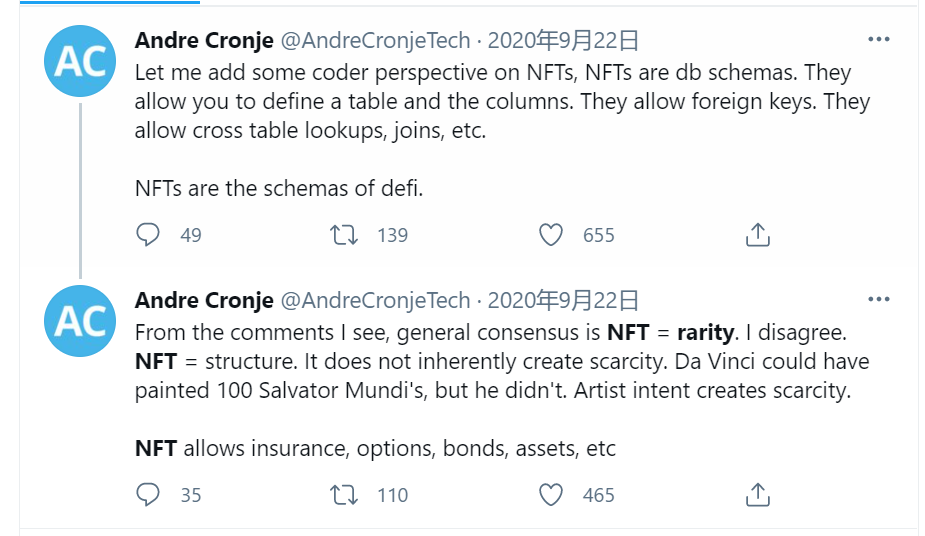 AC
Andre Cronje @AndreCronjeTech · 2020年9月22日
Let me add some coder perspective on NFTs, NFTs are db schemas. They
allow you to define a table and the columns. They allow foreign keys. They
allow cross table lookups, joins, etc.
NFTs are the schemas of defi.
49 139 655
AC
Andre Cronje @AndreCronjeTech · 2020年9月22日
From the comments I see, general consensus is NFT = rarity. I disagree.
NFT = structure. It does not inherently create scarcity. Da Vinci could have
painted 100 Salvator Mundi's, but he didn't. Artist intent creates scarcity.
NFT allows insurance, options, bonds, assets, etc
35 110 465